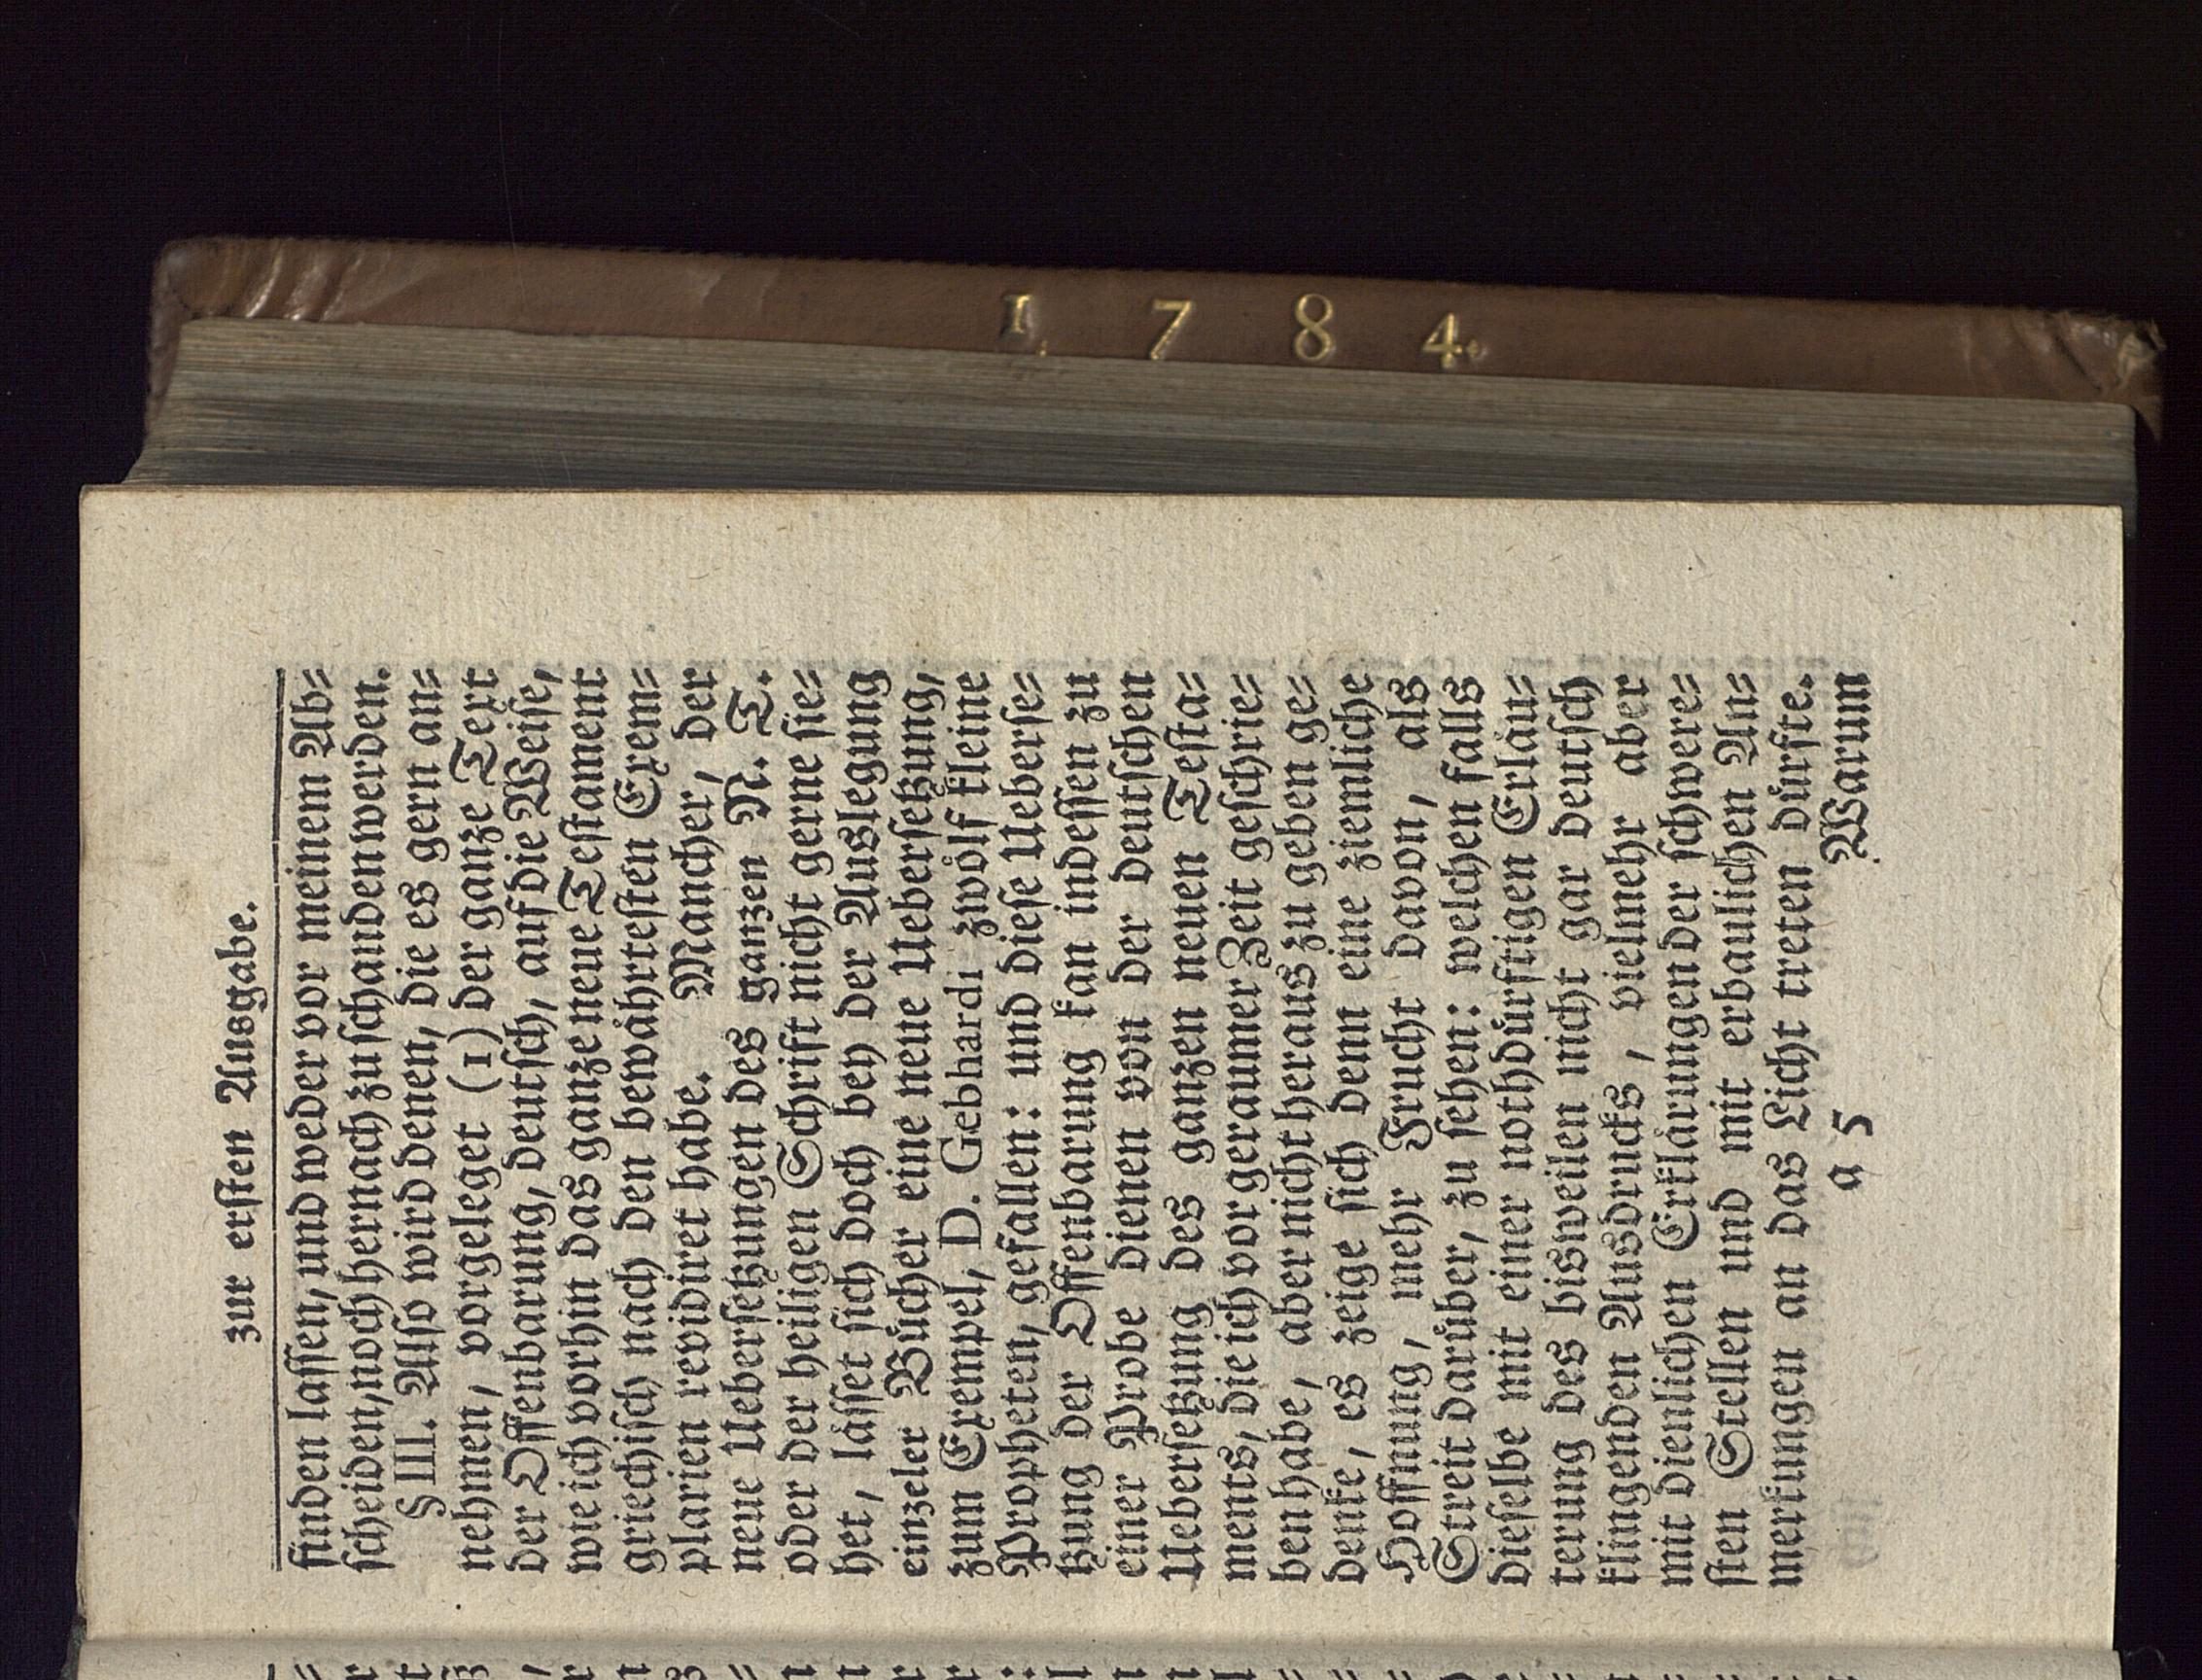 1784.
zur ersten Ausgabe.
finden lassen, und weder vor meinem Ab=
scheiden, noch hernach zu schanden werden.
§ III. Also wird denen, die es gern an=
nehmen, vorgeleget (1) der ganze Text
der Offenbarung, deutsch, auf die Weise,
wie ich vorhin das ganze neue Testament
griechisch nach den bewährtesten Exem=
plarien revidiret habe. Mancher, der
neue Uebersetzungen des ganzen N. T.
oder der heiligen Schrift nicht gerne sie=
het, lässet sich doch bey der Auslegung
einzeler Bücher eine neue Uebersetzung,
zum Exempel, D. Gebhardi zwölf kleine
Propheten, gefallen: und diese Ueberse=
tzung der Offenbarung kan indessen zu
einer Probe dienen von der deutschen
Uebersetzung des ganzen neuen Testa=
ments, die ich vor geraumer Zeit geschrie=
ben habe, aber nicht heraus zu geben ge=
denke, es zeige sich denn eine ziemliche
Hoffnung, mehr Frucht davon, als
Streit darüber, zu sehen: welchen falls
dieselbe mit einer nothdürftigen Erläu=
terung des bisweilen nicht gar deutsch
klingenden Ausdrucks, vielmehr aber
mit dienlichen Erklärungen der schwere=
sten Stellen und mit erbaulichen An=
merkungen an das Licht treten dürfte.
a 5 Warum